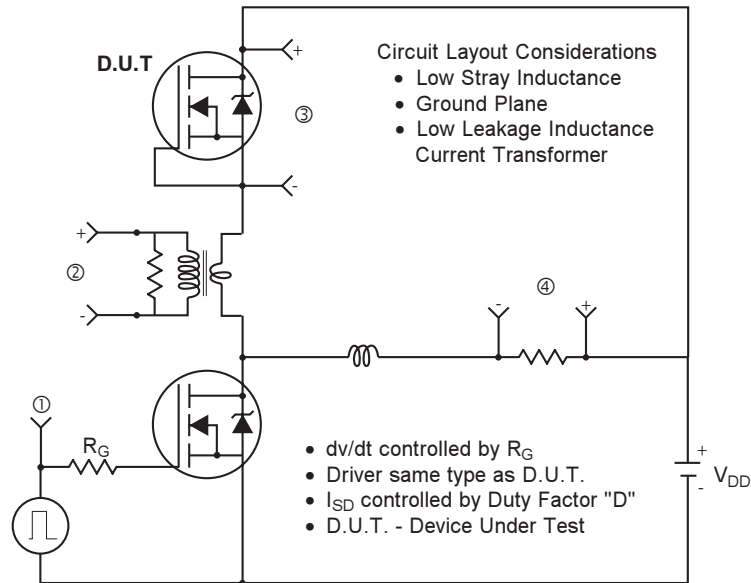 D.U.T
+
③
-
Circuit Layout Considerations
• Low Stray Inductance
• Ground Plane
• Low Leakage Inductance
Current Transformer
+
②
-
④
- +
①
R_G
• dv/dt controlled by R_G
• Driver same type as D.U.T.
• I_SD controlled by Duty Factor "D"
• D.U.T. - Device Under Test
+
V_DD
-